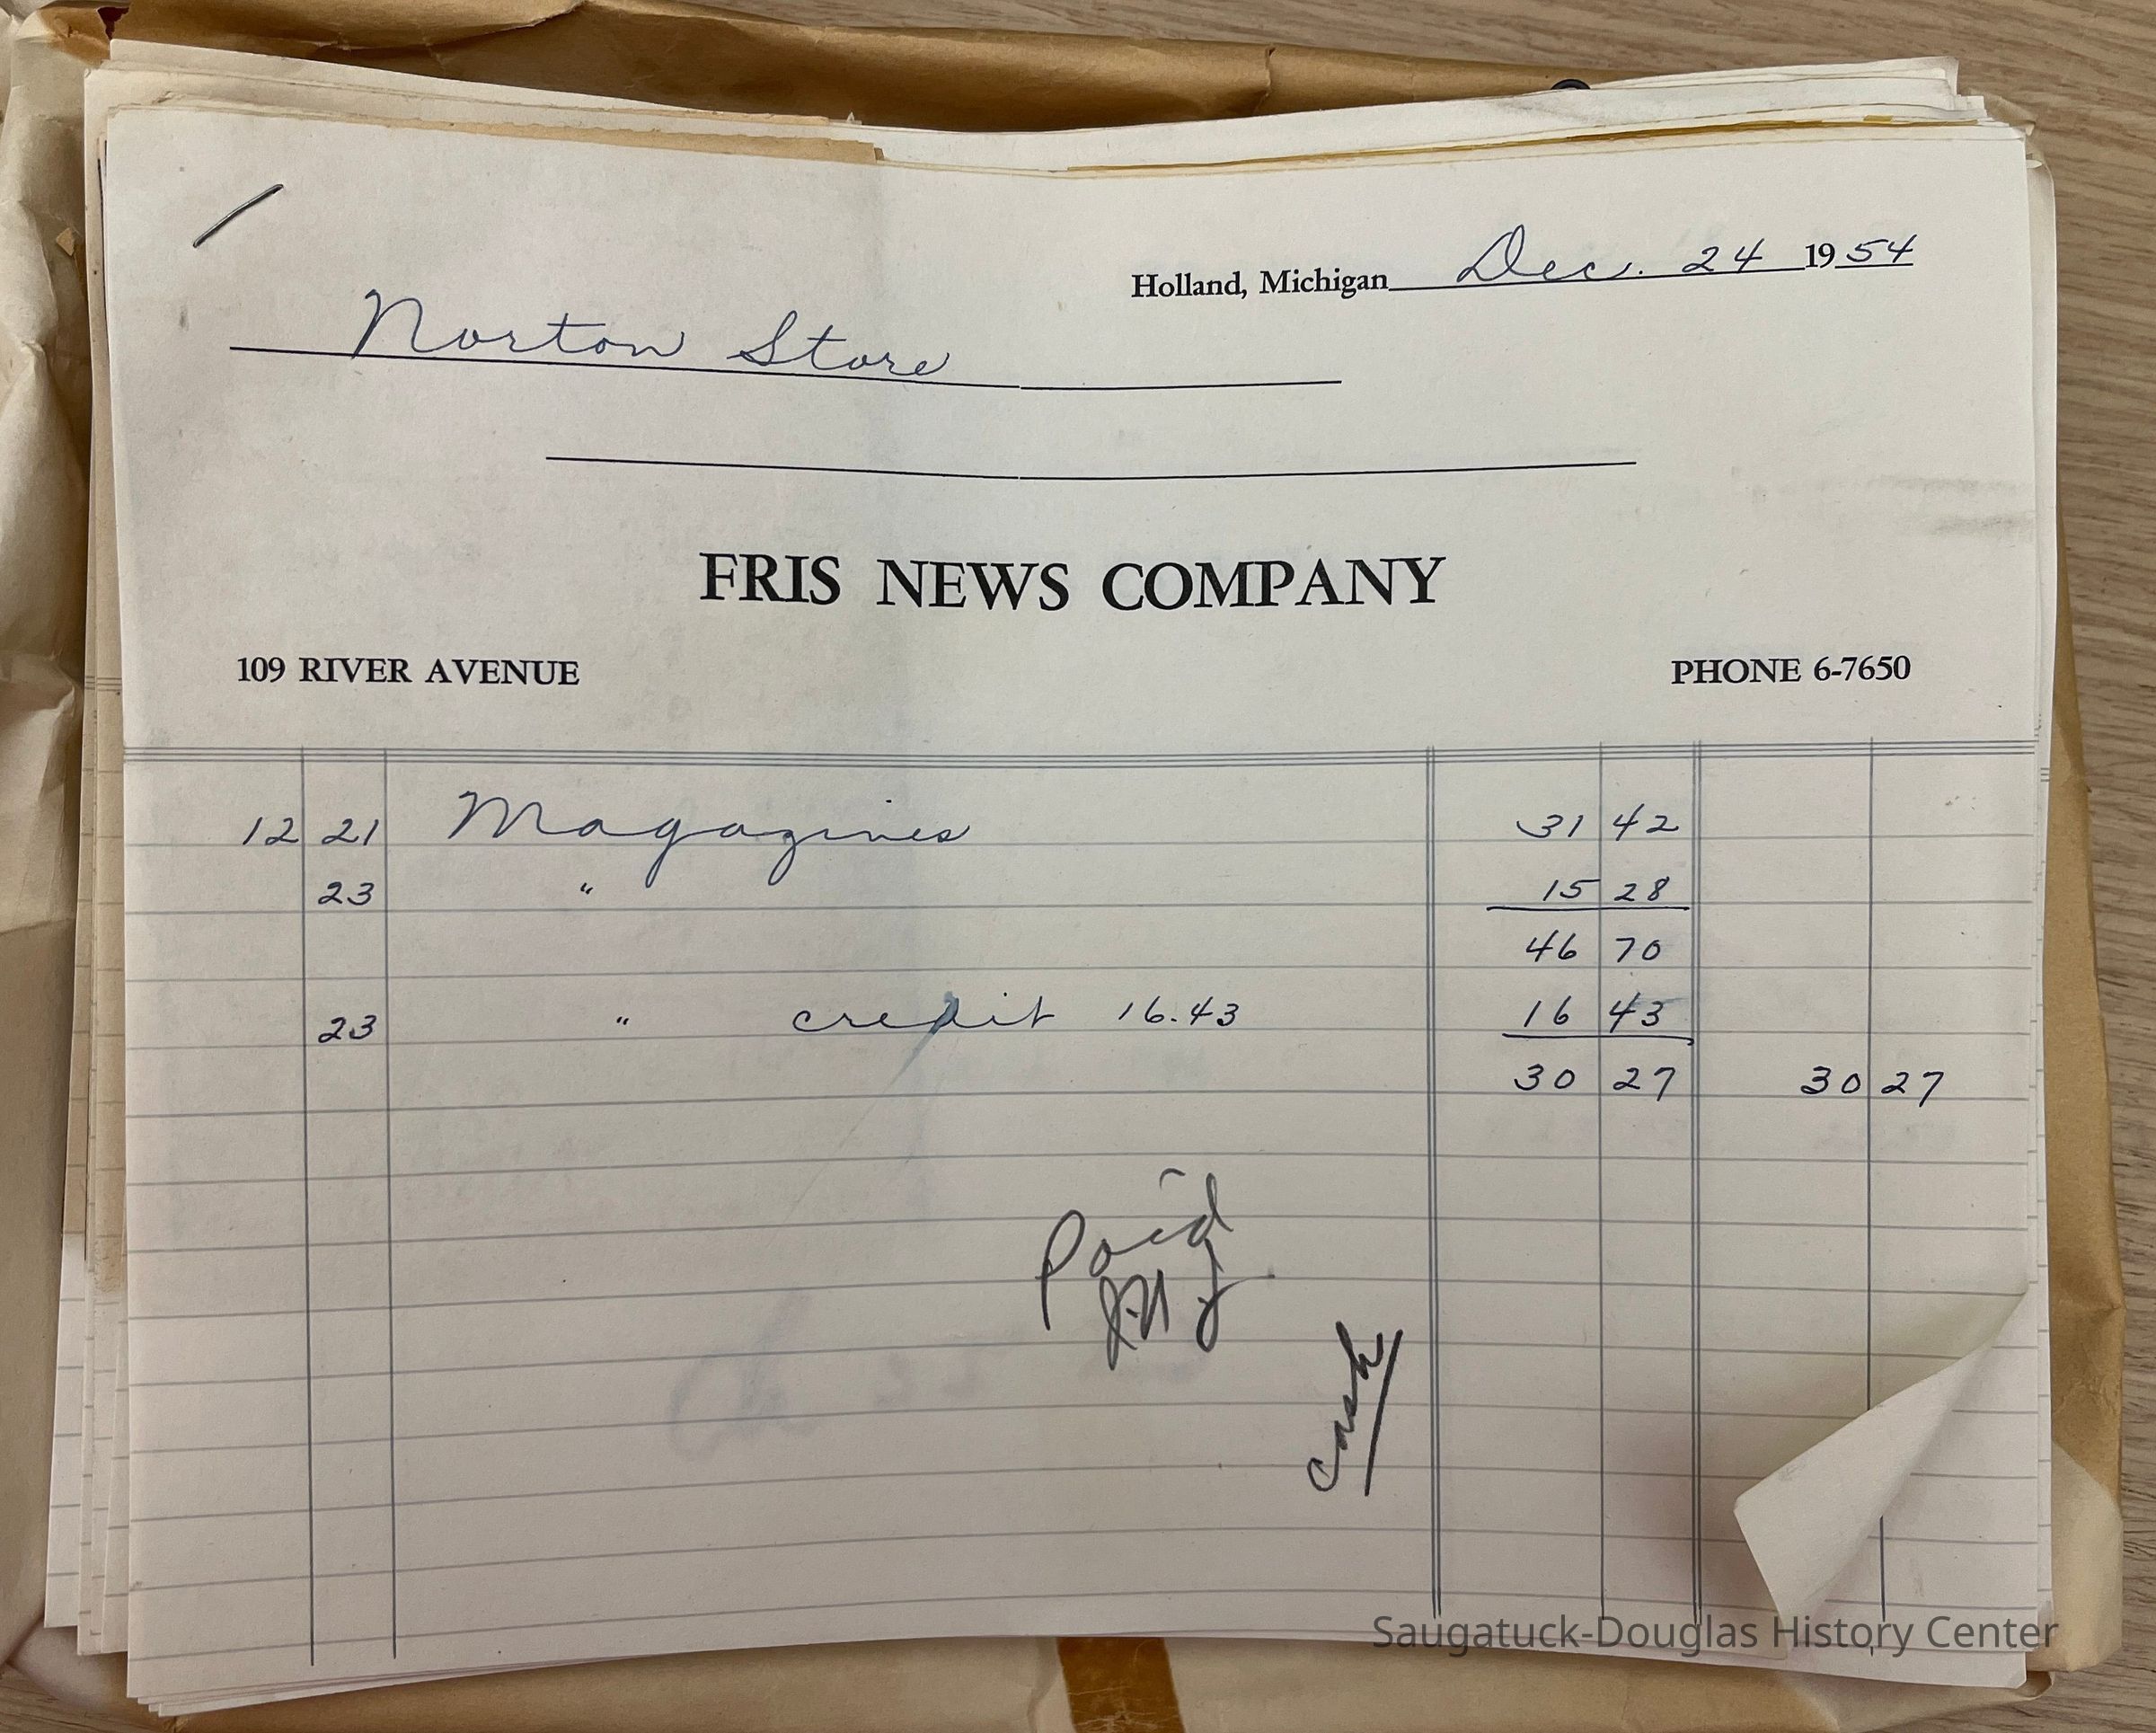 Holland, Michigan Dec. 24 1954
Norton Store
FRIS NEWS COMPANY
109 RIVER AVENUE PHONE 6-7650
12 21 Magazines 31 42
23 " 15 28
46 70
23 " credit 16.43 16 43
30 27 30 27
Paid
cash
Saugatuck-Douglas History Center